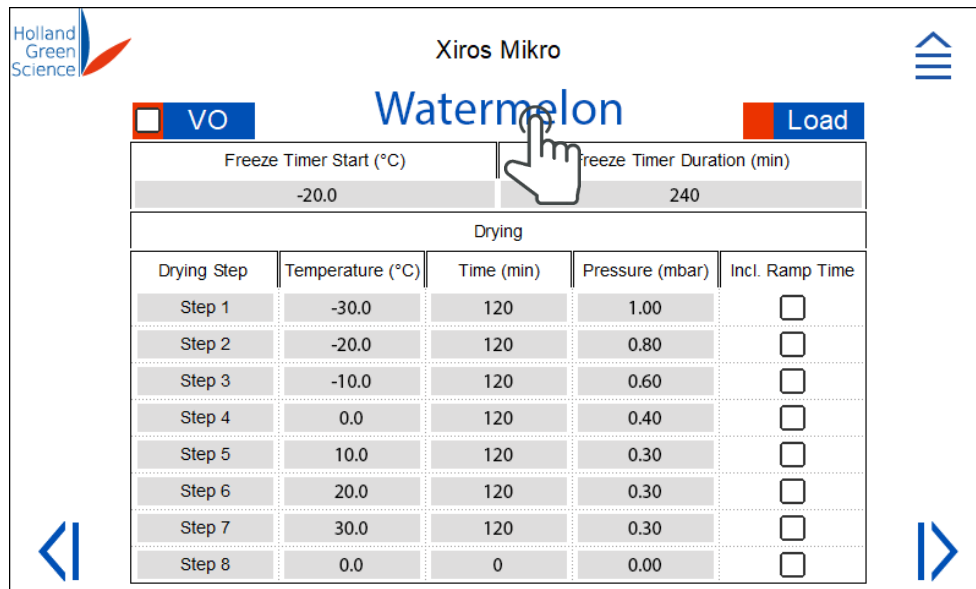 Holland
Green
Science
Xiros Mikro
Watermelon
VO
Load
Freeze Timer Start (°C) Freeze Timer Duration (min)
-20.0 240
Drying
Drying Step Temperature (°C) Time (min) Pressure (mbar) Incl. Ramp Time
Step 1 -30.0 120 1.00
Step 2 -20.0 120 0.80
Step 3 -10.0 120 0.60
Step 4 0.0 120 0.40
Step 5 10.0 120 0.30
Step 6 20.0 120 0.30
Step 7 30.0 120 0.30
Step 8 0.0 0 0.00